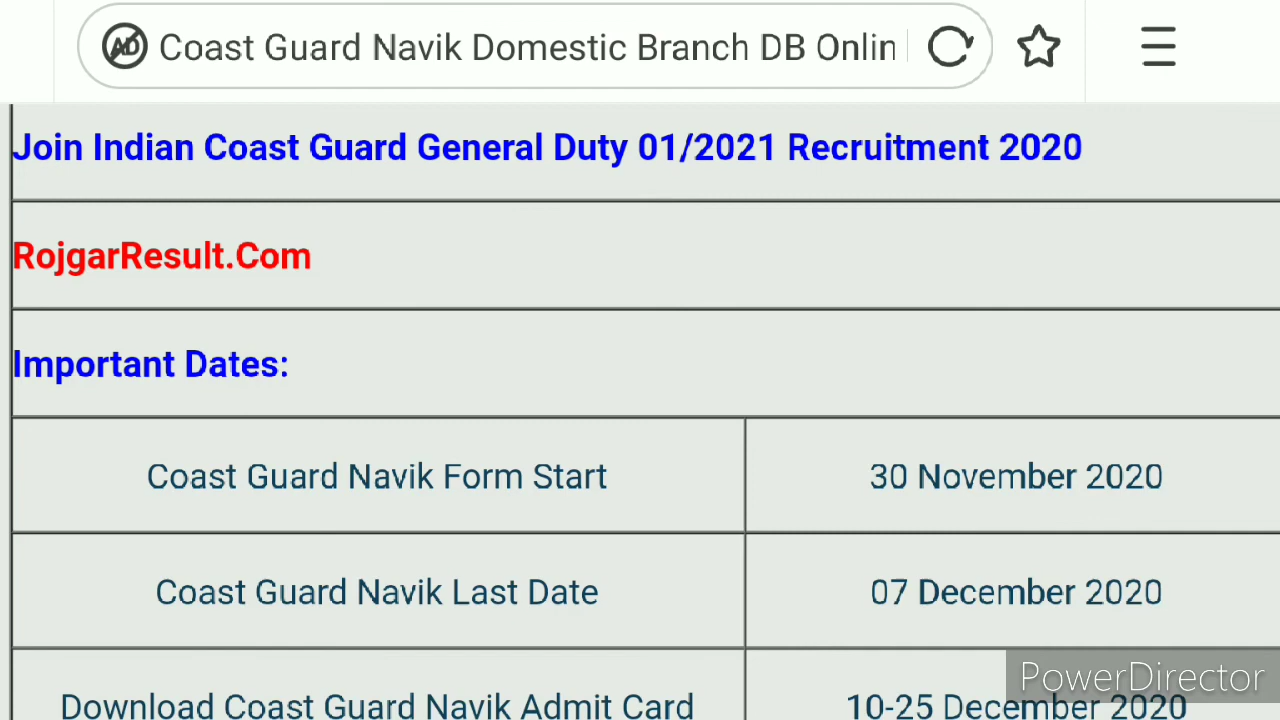 Coast Guard Navik Domestic Branch DB Onlin
Join Indian Coast Guard General Duty 01/2021 Recruitment 2020
RojgarResult.Com
Important Dates:
Coast Guard Navik Form Start 30 November 2020
Coast Guard Navik Last Date 07 December 2020
Download Coast Guard Navik Admit Card 10-25 December 2020
PowerDirector